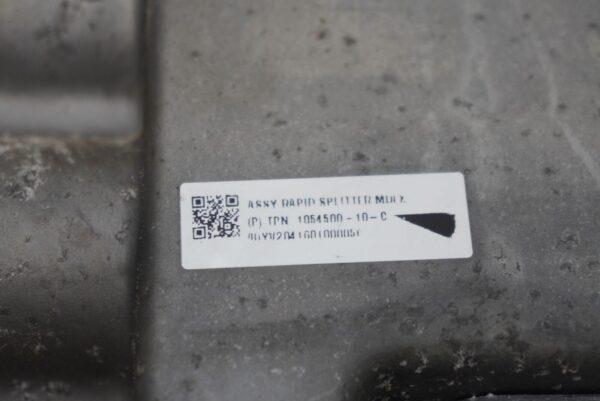 ASSY RAPID SPLITTER MDLX
(P) TPN 1054500-10-C